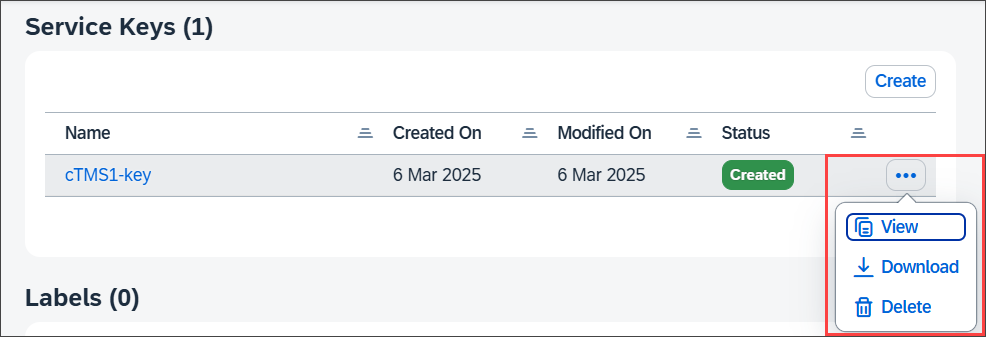 Service Keys (1)
Create
Name Created On Modified On Status
cTMS1-key 6 Mar 2025 6 Mar 2025 Created
View
Download
Delete
Labels (0)